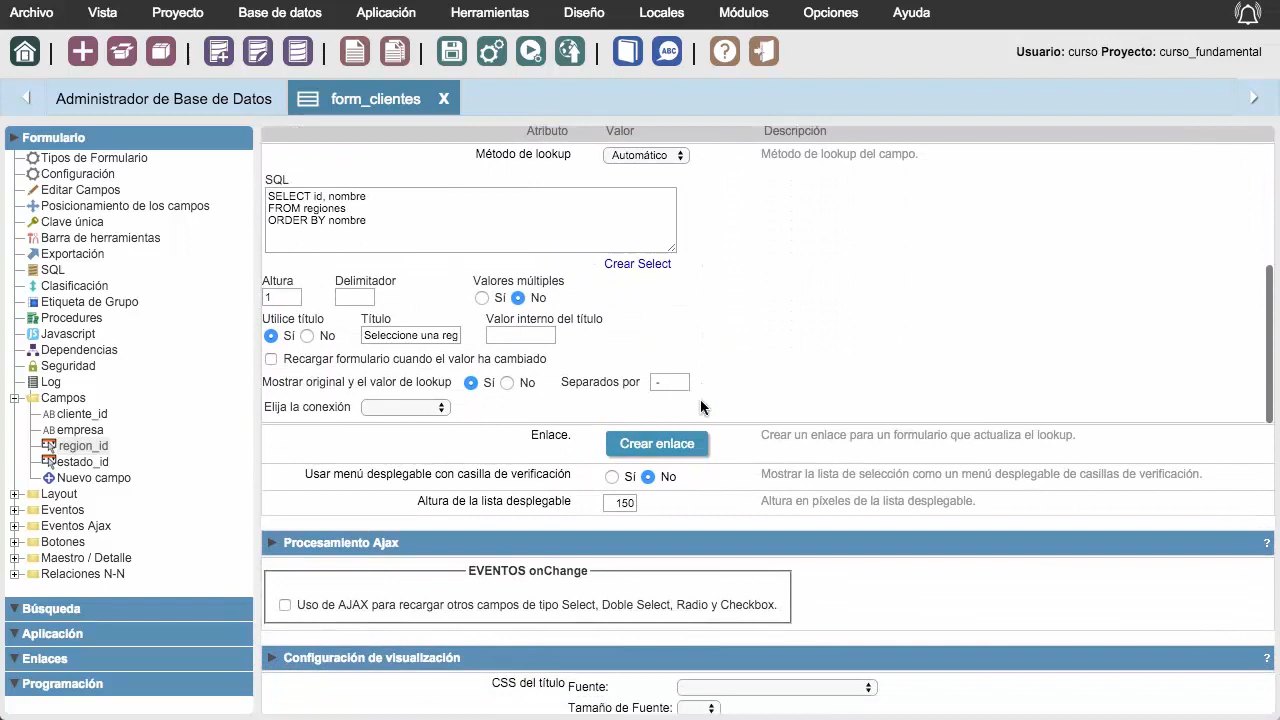 Archivo Vista Proyecto Base de datos Aplicación Herramientas Diseño Locales Módulos Opciones Ayuda
ABC ? Usuario: curso Proyecto: curso_fundamental
Administrador de Base de Datos form_clientes X
Formulario
Tipos de Formulario
Configuración
Editar Campos
Posicionamiento de los campos
Clave única
Barra de herramientas
Exportación
SQL
Clasificación
Etiqueta de Grupo
Procedures
Javascript
Dependencias
Seguridad
Log
Campos
AB cliente_id
AB empresa
region_id
estado_id
Nuevo campo
Layout
Eventos
Eventos Ajax
Botones
Maestro / Detalle
Relaciones N-N
Búsqueda
Aplicación
Enlaces
Programación
Atributo Valor Descripción
Método de lookup Automático Método de lookup del campo.
SQL
SELECT id, nombre
FROM regiones
ORDER BY nombre
Crear Select
Altura Delimitador Valores múltiples
1 Sí No
Utilice título Título Valor interno del título
Sí No Seleccione una reg
Recargar formulario cuando el valor ha cambiado
Mostrar original y el valor de lookup Sí No Separados por -
Elija la conexión
Enlace. Crear enlace Crear un enlace para un formulario que actualiza el lookup.
Usar menú desplegable con casilla de verificación Sí No Mostrar la lista de selección como un menú desplegable de casillas de verificación.
Altura de la lista desplegable 150 Altura en píxeles de la lista desplegable.
Procesamiento Ajax ?
EVENTOS onChange
Uso de AJAX para recargar otros campos de tipo Select, Doble Select, Radio y Checkbox.
Configuración de visualización ?
CSS del título Fuente:
Tamaño de Fuente: